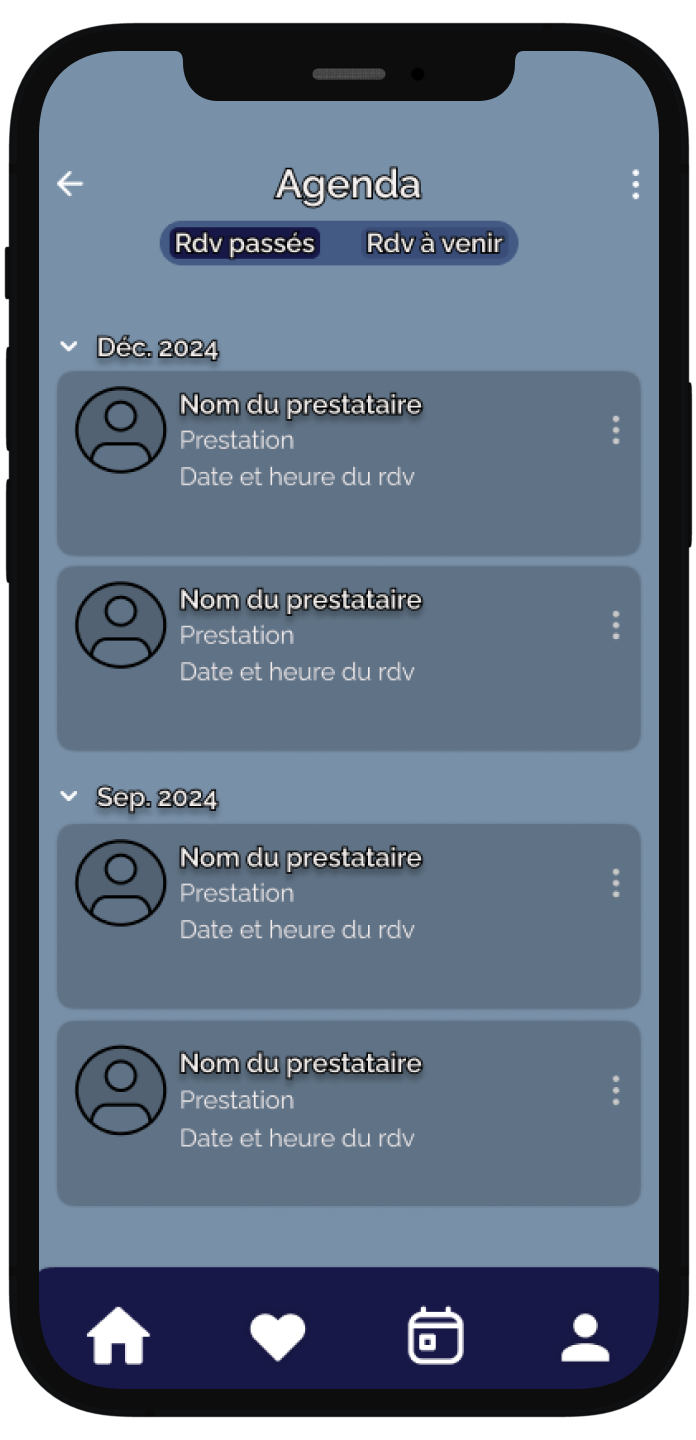 Agenda
Rdv passés
Rdv à venir
Déc. 2024
Nom du prestataire
Prestation
Date et heure du rdv
Nom du prestataire
Prestation
Date et heure du rdv
Sep. 2024
Nom du prestataire
Prestation
Date et heure du rdv
Nom du prestataire
Prestation
Date et heure du rdv